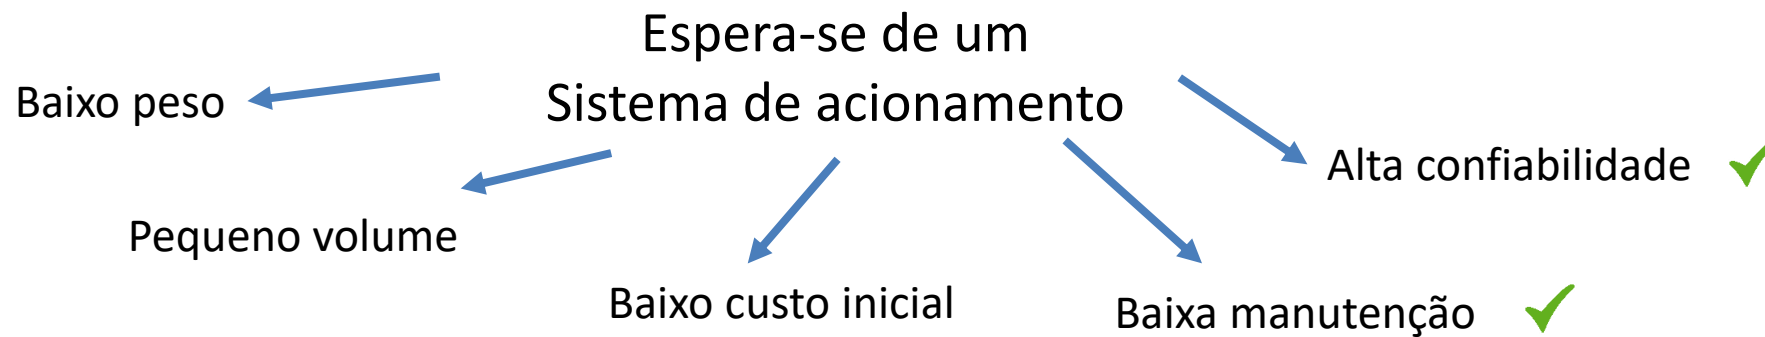 Espera-se de um
Sistema de acionamento
Baixo peso
Pequeno volume
Baixo custo inicial
Baixa manutenção
Alta confiabilidade